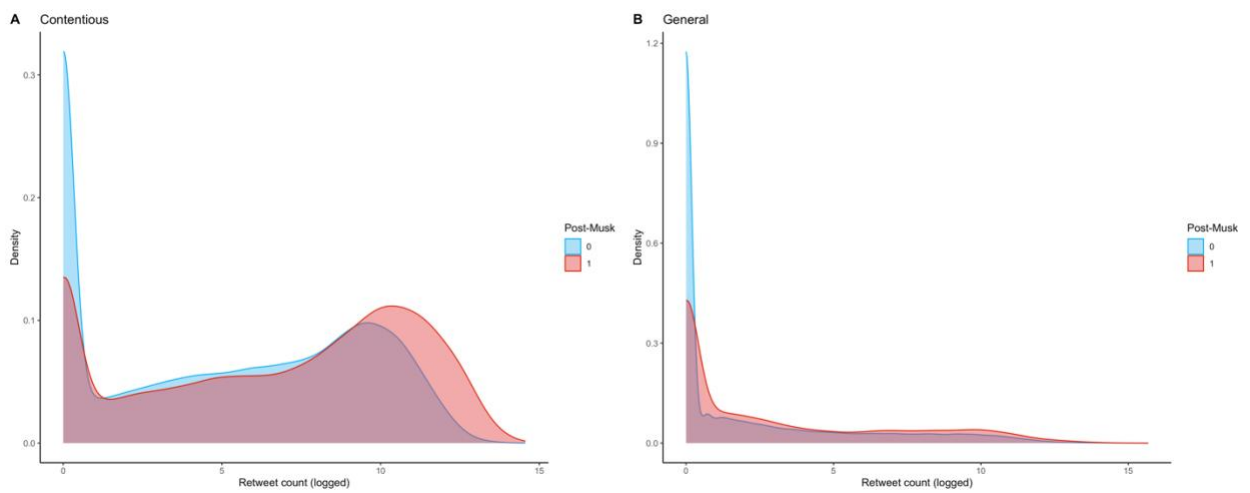 A Contentious
0.3
0.2
0.1
0.0
Density
0 5 10 15
Retweet count (logged)
Post-Musk
0
1
B General
1.2
0.9
0.6
0.3
0.0
Density
0 5 10 15
Retweet count (logged)
Post-Musk
0
1